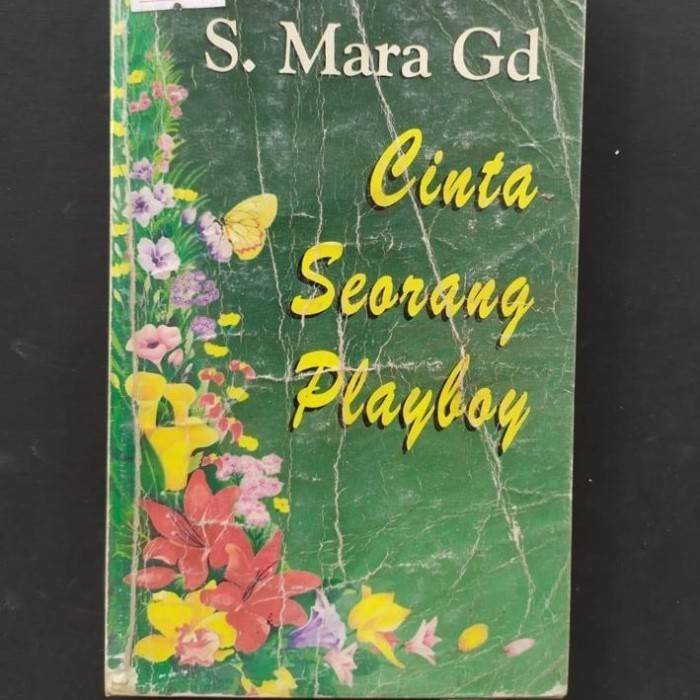 S. Mara Gd
Cinta
Seorang
Playboy